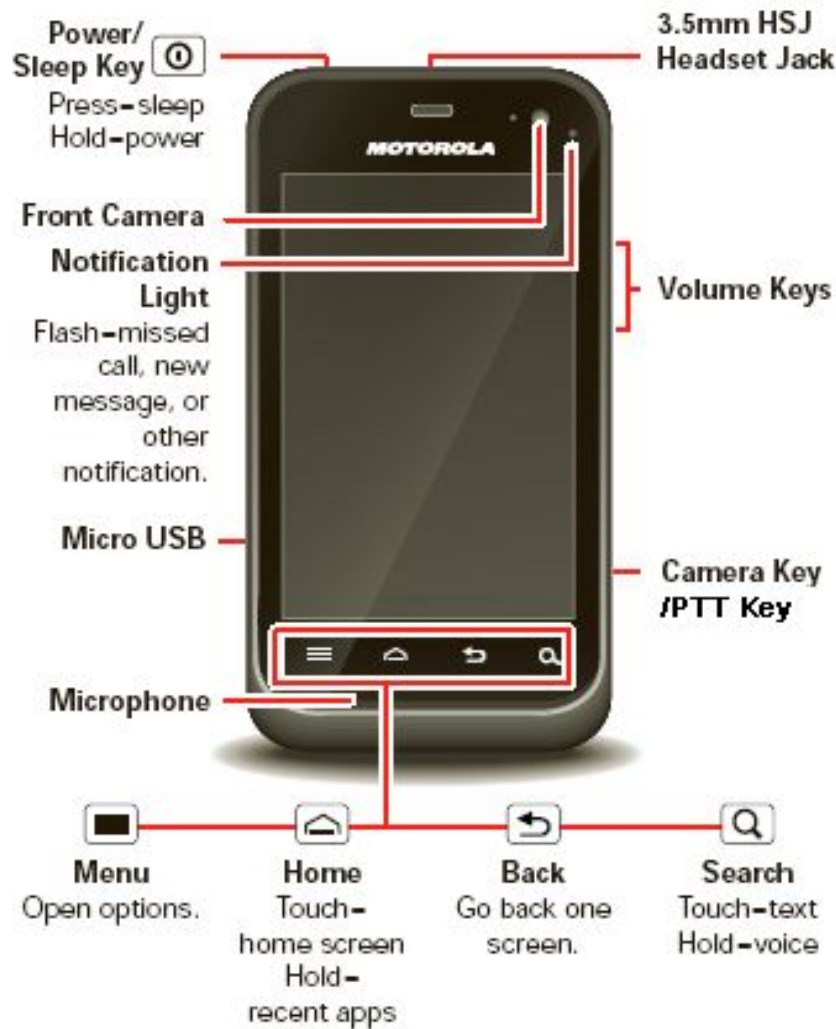 Power/
Sleep Key
Press–sleep
Hold–power
3.5mm HSJ
Headset Jack
MOTOROLA
Front Camera
Notification
Light
Flash–missed
call, new
message, or
other
notification.
Volume Keys
Micro USB
Camera Key
/PTT Key
Microphone
Menu
Open options.
Home
Touch–
home screen
Hold–
recent apps
Back
Go back one
screen.
Search
Touch–text
Hold–voice